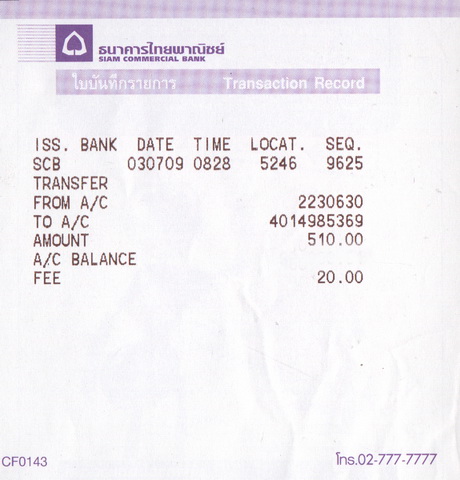 ธนาคารไทยพาณิชย์
SIAM COMMERCIAL BANK
ใบบันทึกรายการ Transaction Record
ISS. BANK DATE TIME LOCAT. SEQ.
SCB 030709 0828 5246 9625
TRANSFER
FROM A/C 2230630
TO A/C 4014985369
AMOUNT 510.00
A/C BALANCE
FEE 20.00
CF0143 โทร.02-777-7777